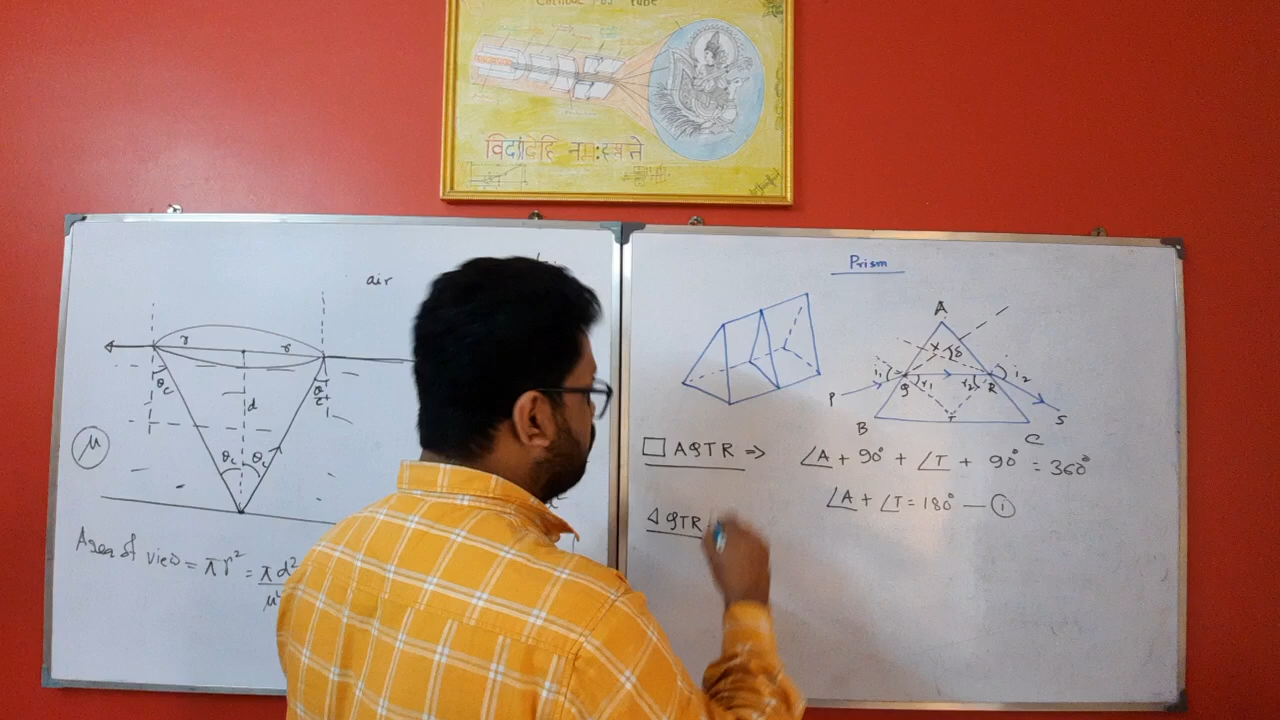 विद्यां देहि नमःस्तुते
air
r r
θc
d
θc θc
μ
Area of view = πr² = πd²
Prism
A
X δ
i₁ Q r₁ r₂ R i₂
P
S
B T C
□ AQTR => ∠A + 90° + ∠T + 90° = 360°
∠A + ∠T = 180° — ①
△ QTR